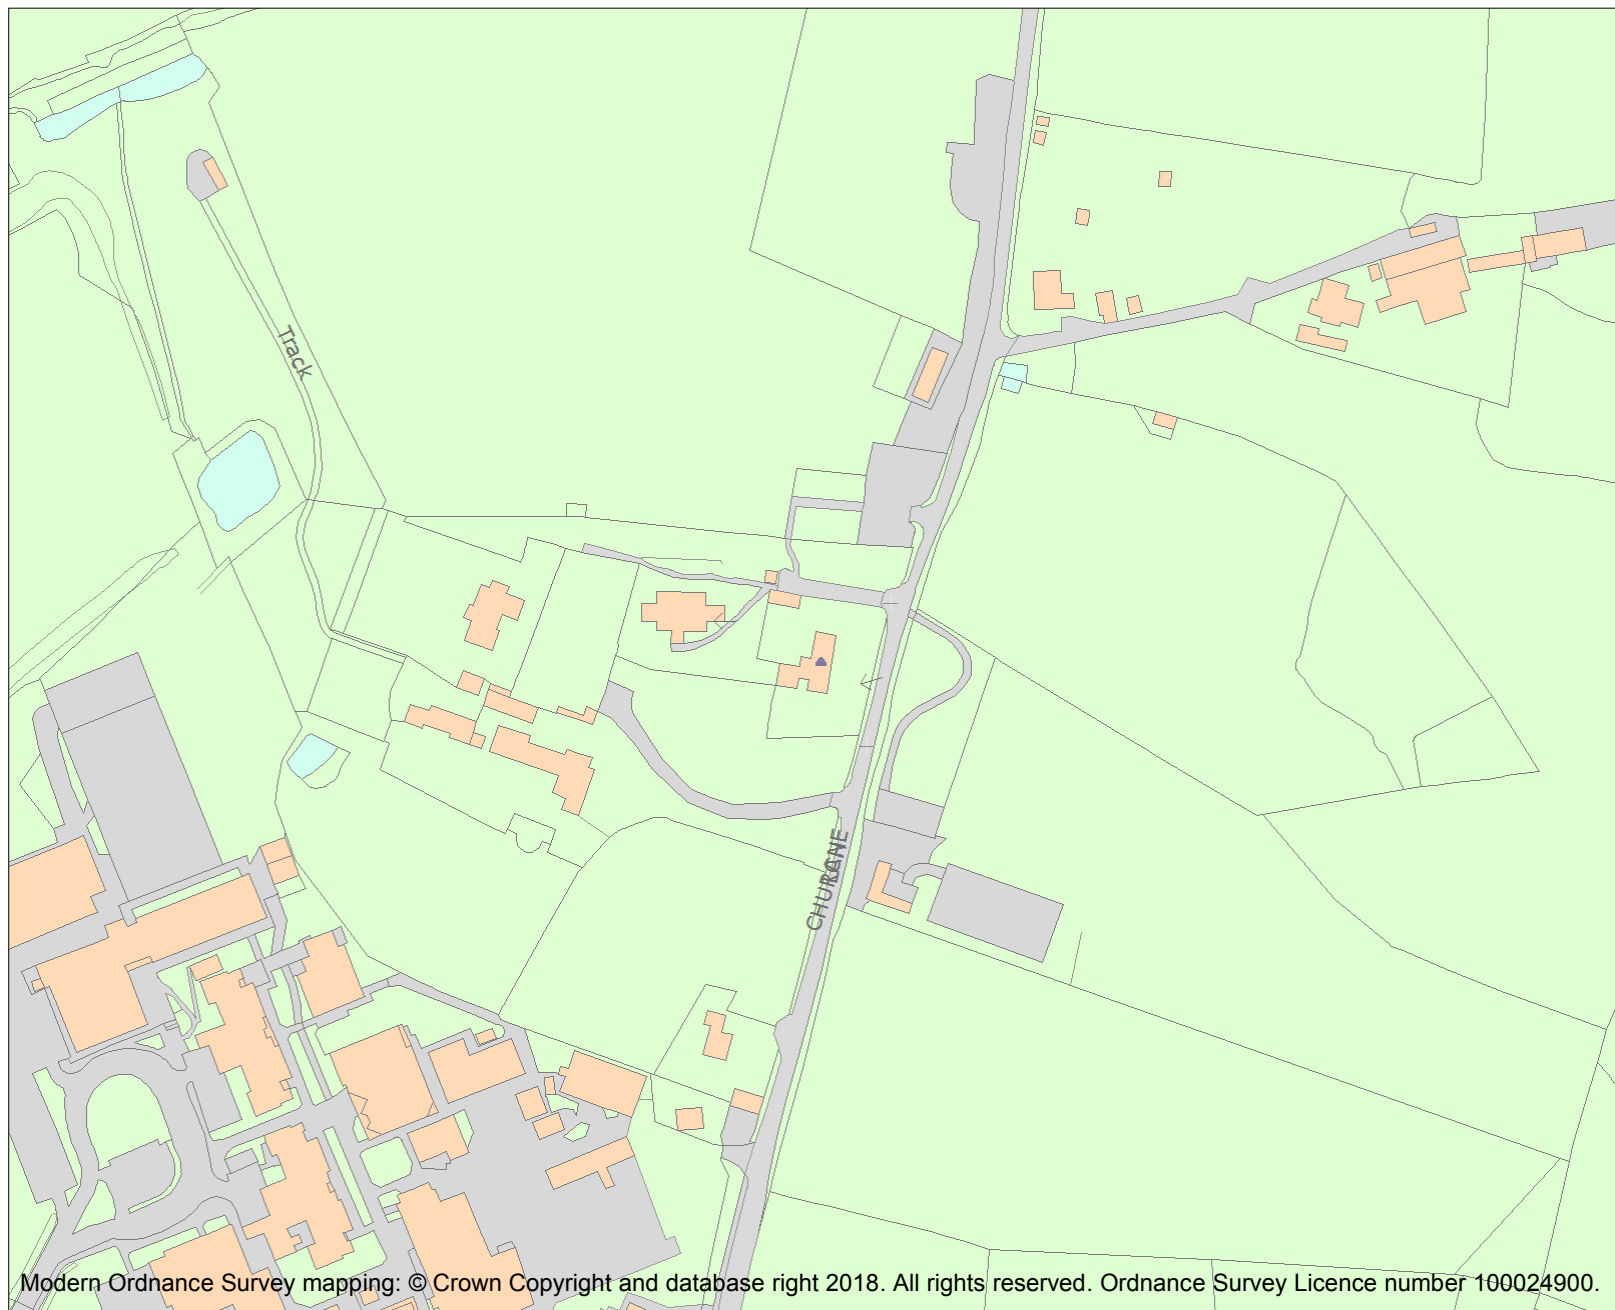 Track
CHURCH
LANE
Modern Ordnance Survey mapping: © Crown Copyright and database right 2018. All rights reserved. Ordnance Survey Licence number 100024900.